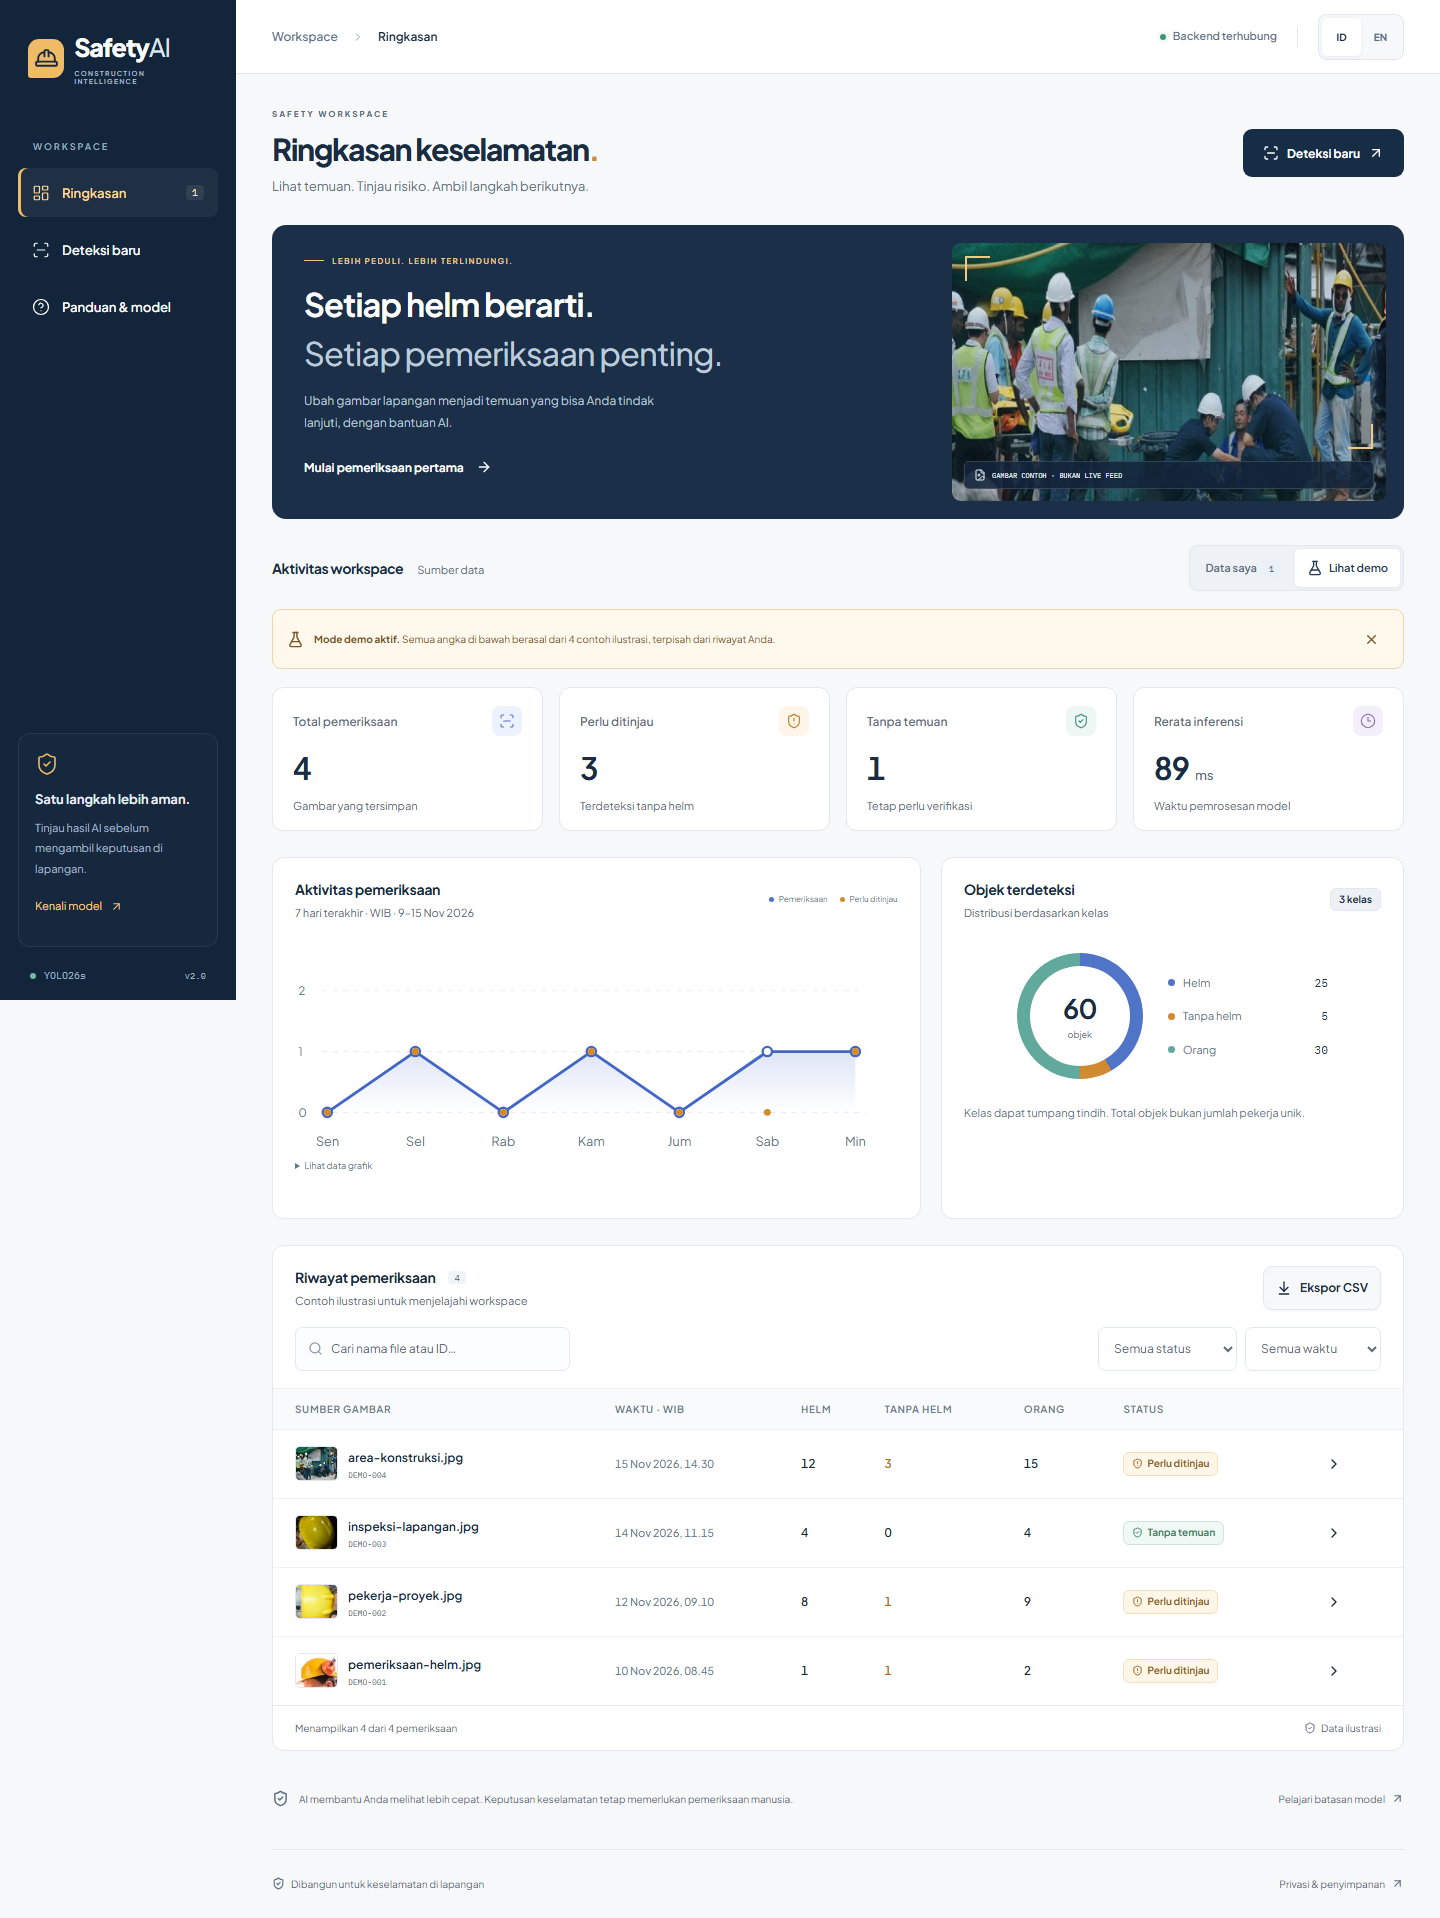 SafetyAI
CONSTRUCTION
INTELLIGENCE
WORKSPACE
Ringkasan 1
Deteksi baru
Panduan & model
Satu langkah lebih aman.
Tinjau hasil AI sebelum
mengambil keputusan di
lapangan.
Kenali model
YOLO26s v2.0
Workspace Ringkasan
Backend terhubung
ID EN
SAFETY WORKSPACE
Ringkasan keselamatan.
Lihat temuan. Tinjau risiko. Ambil langkah berikutnya.
Deteksi baru
LEBIH PEDULI. LEBIH TERLINDUNGI.
Setiap helm berarti.
Setiap pemeriksaan penting.
Ubah gambar lapangan menjadi temuan yang bisa Anda tindak
lanjuti, dengan bantuan AI.
Mulai pemeriksaan pertama
GAMBAR CONTOH · BUKAN LIVE FEED
Aktivitas workspace Sumber data
Data saya 1 Lihat demo
Mode demo aktif. Semua angka di bawah berasal dari 4 contoh ilustrasi, terpisah dari riwayat Anda.
Total pemeriksaan
4
Gambar yang tersimpan
Perlu ditinjau
3
Terdeteksi tanpa helm
Tanpa temuan
1
Tetap perlu verifikasi
Rerata inferensi
89 ms
Waktu pemrosesan model
Aktivitas pemeriksaan
7 hari terakhir · WIB · 9–15 Nov 2026
Pemeriksaan Perlu ditinjau
2
1
0
Sen Sel Rab Kam Jum Sab Min
Lihat data grafik
Objek terdeteksi
Distribusi berdasarkan kelas
3 kelas
60
objek
Helm 25
Tanpa helm 5
Orang 30
Kelas dapat tumpang tindih. Total objek bukan jumlah pekerja unik.
Riwayat pemeriksaan 4
Contoh ilustrasi untuk menjelajahi workspace
Ekspor CSV
Cari nama file atau ID...
Semua status Semua waktu
SUMBER GAMBAR WAKTU · WIB HELM TANPA HELM ORANG STATUS
area-konstruksi.jpg 15 Nov 2026, 14.30 12 3 15 Perlu ditinjau
DEMO-004
inspeksi-lapangan.jpg 14 Nov 2026, 11.15 4 0 4 Tanpa temuan
DEMO-003
pekerja-proyek.jpg 12 Nov 2026, 09.10 8 1 9 Perlu ditinjau
DEMO-002
pemeriksaan-helm.jpg 10 Nov 2026, 08.45 1 1 2 Perlu ditinjau
DEMO-001
Menampilkan 4 dari 4 pemeriksaan
Data ilustrasi
AI membantu Anda melihat lebih cepat. Keputusan keselamatan tetap memerlukan pemeriksaan manusia.
Pelajari batasan model
Dibangun untuk keselamatan di lapangan
Privasi & penyimpanan